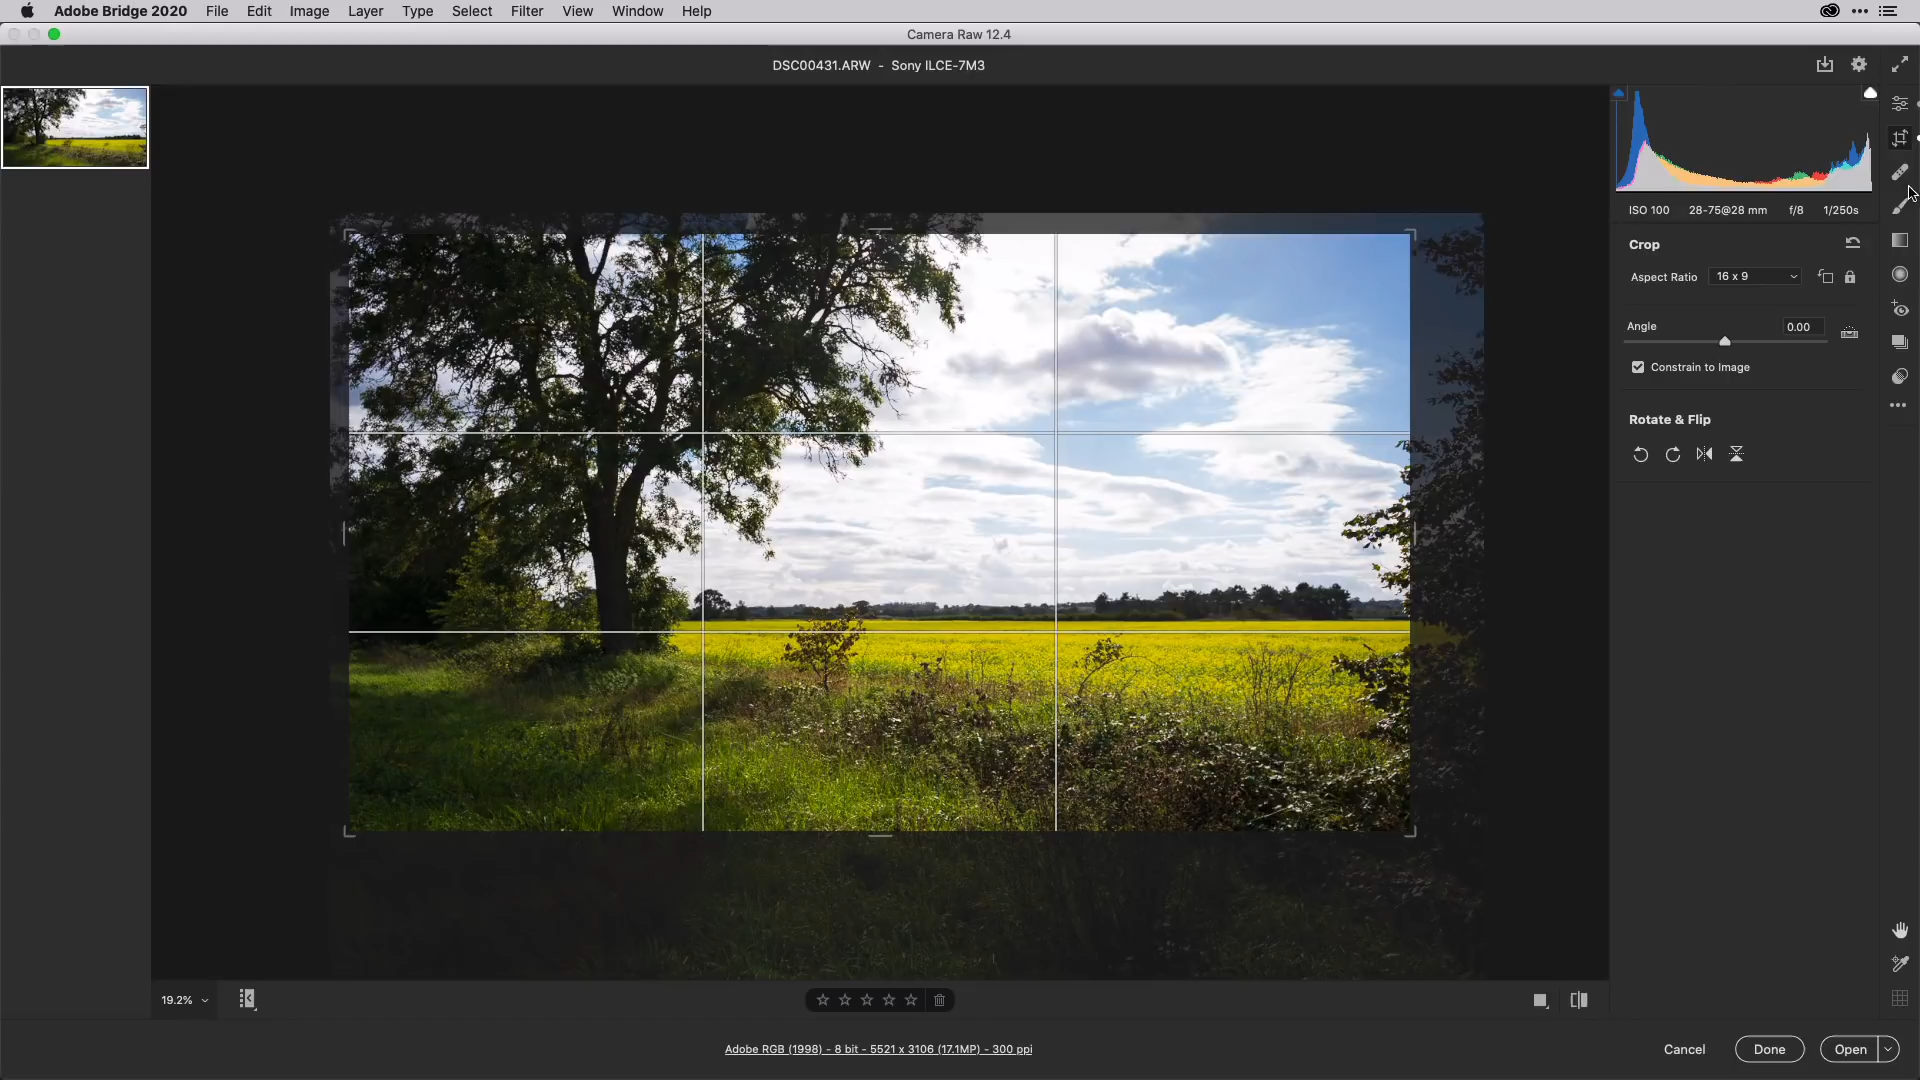 Adobe Bridge 2020 File Edit Image Layer Type Select Filter View Window Help
Camera Raw 12.4
DSC00431.ARW - Sony ILCE-7M3
ISO 100 28-75@28 mm f/8 1/250s
Crop
Aspect Ratio 16 x 9
Angle 0.00
Constrain to Image
Rotate & Flip
19.2%
Adobe RGB (1998) - 8 bit - 5521 x 3106 (17.1MP) - 300 ppi
Cancel Done Open